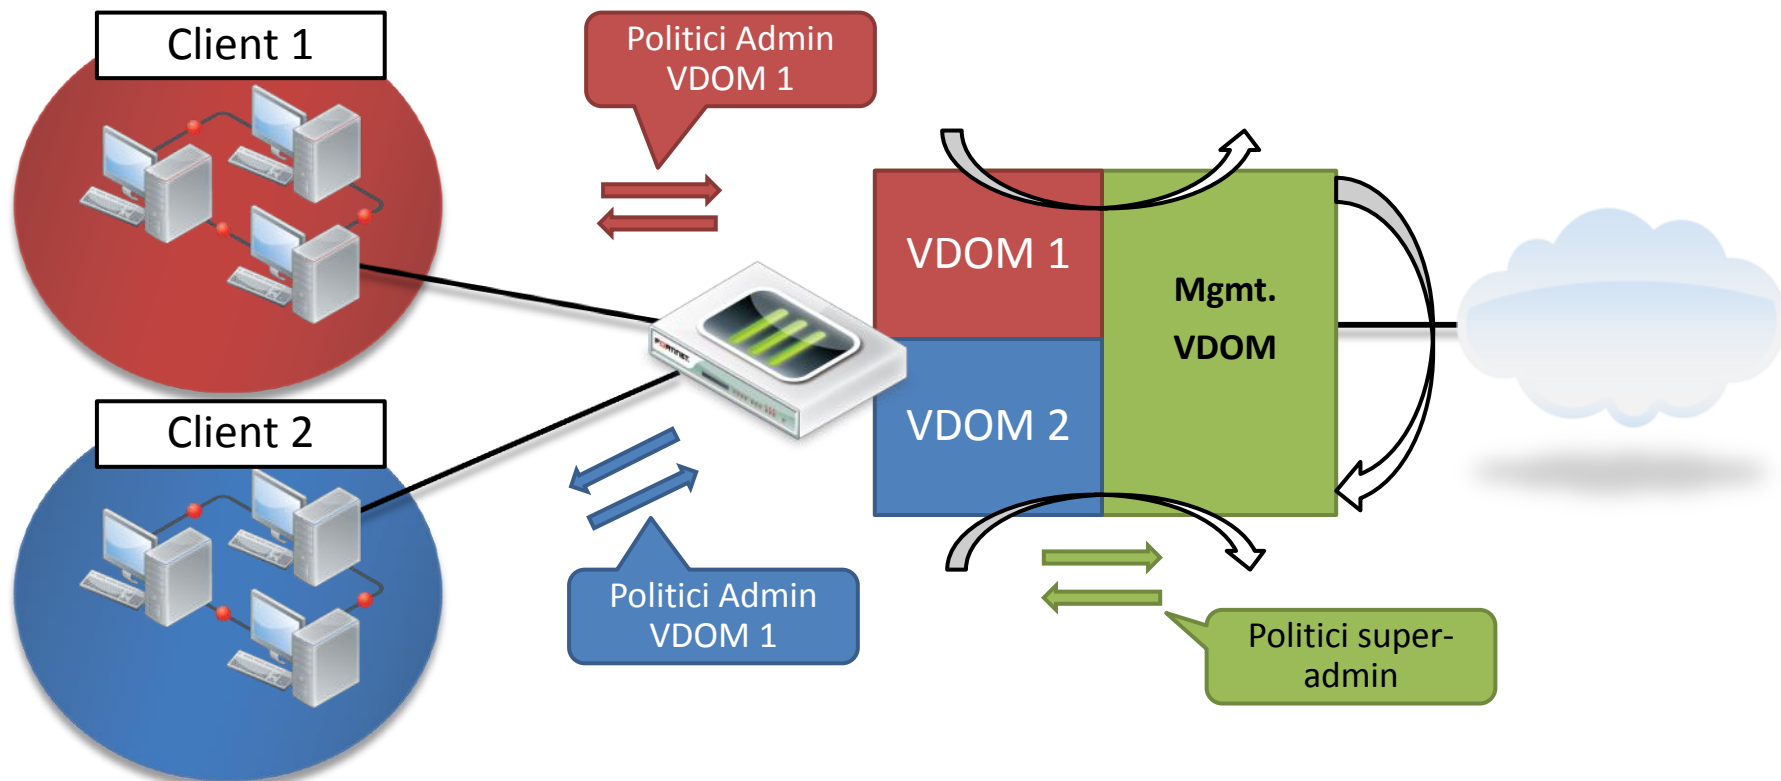 Client 1
Politici Admin
VDOM 1
VDOM 1
Mgmt.
VDOM
FORTINET
VDOM 2
Client 2
Politici Admin
VDOM 1
Politici super-
admin